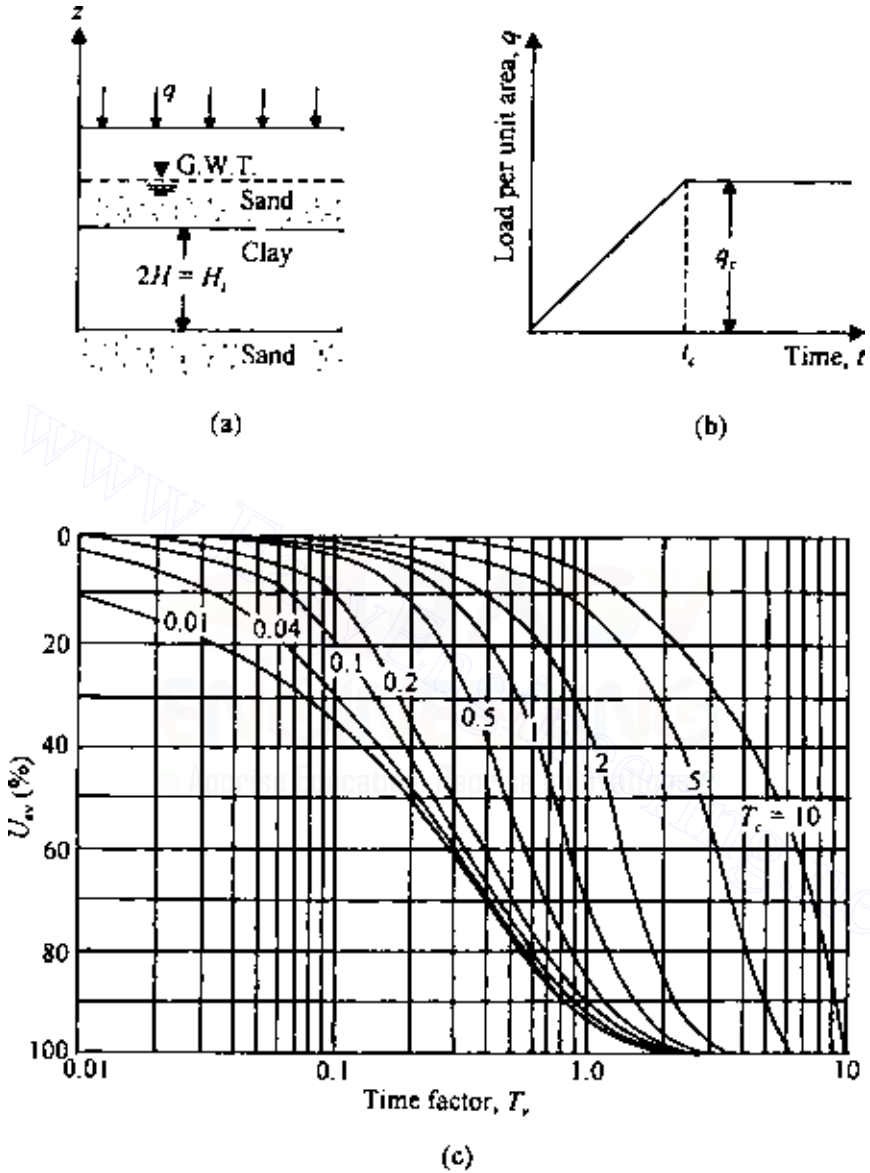 z
q
G.W.T.
Sand
Clay
2H = H_t
Sand
(a)
Load per unit area, q
q_c
t_c
Time, t
(b)
0
20
40
60
80
100
U_av (%)
0.01
0.04
0.1
0.2
0.5
1
2
5
T_c = 10
0.01
0.1
1.0
10
Time factor, T_v
(c)